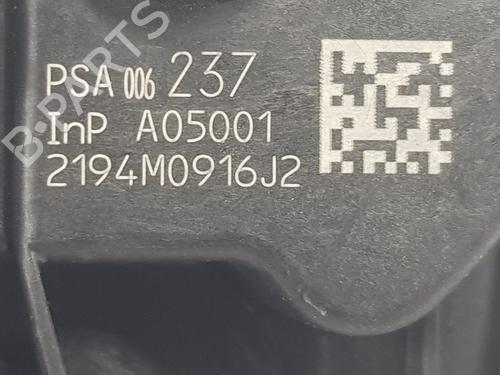 B-PARTS
PSA 006 237
InP A05001
2194M0916J2